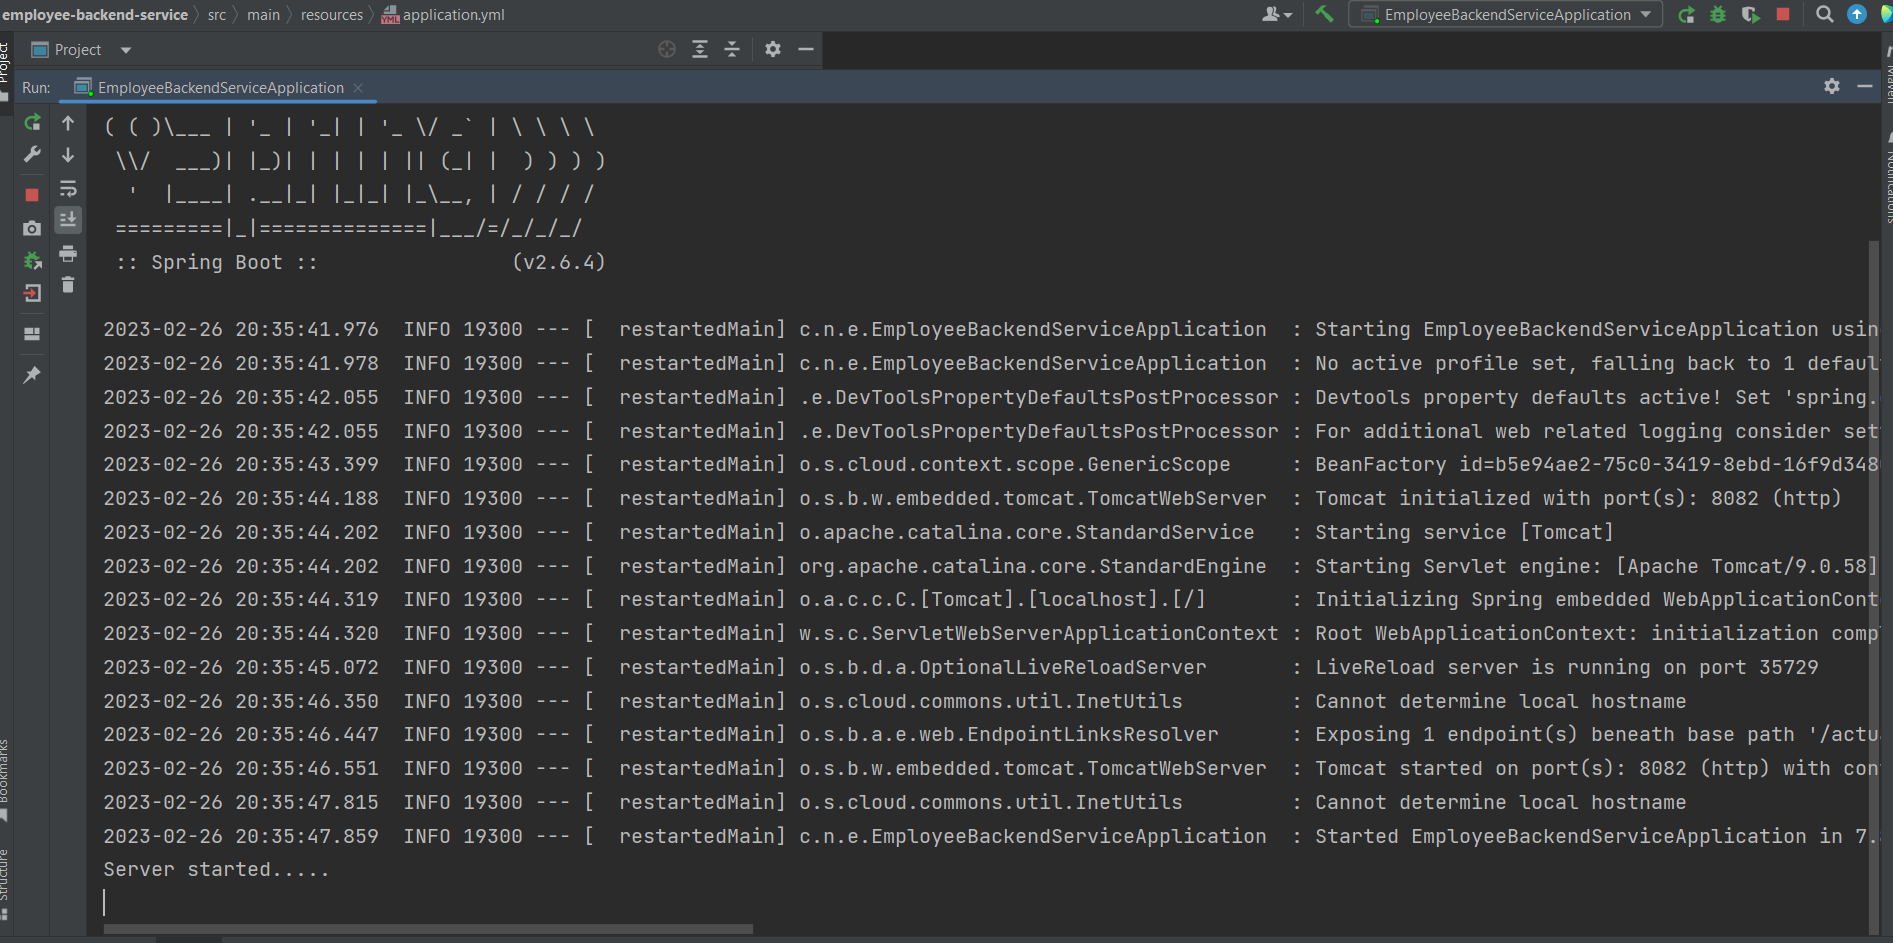 employee-backend-service src main resources application.yml EmployeeBackendServiceApplication
Project
Project
Run: EmployeeBackendServiceApplication
Maven
Notifications
( ( )\___ | '_ | '_| | '_ \/ _` | \ \ \ \
 \\/  ___)| |_)| | | | | || (_| |  ) ) ) )
  '  |____| .__|_| |_|_| |_\__, | / / / /
 =========|_|==============|___/=/_/_/_/
 :: Spring Boot ::                (v2.6.4)
2023-02-26 20:35:41.976  INFO 19300 --- [  restartedMain] c.n.e.EmployeeBackendServiceApplication  : Starting EmployeeBackendServiceApplication usin
2023-02-26 20:35:41.978  INFO 19300 --- [  restartedMain] c.n.e.EmployeeBackendServiceApplication  : No active profile set, falling back to 1 defaul
2023-02-26 20:35:42.055  INFO 19300 --- [  restartedMain] .e.DevToolsPropertyDefaultsPostProcessor : Devtools property defaults active! Set 'spring.
2023-02-26 20:35:42.055  INFO 19300 --- [  restartedMain] .e.DevToolsPropertyDefaultsPostProcessor : For additional web related logging consider set
2023-02-26 20:35:43.399  INFO 19300 --- [  restartedMain] o.s.cloud.context.scope.GenericScope     : BeanFactory id=b5e94ae2-75c0-3419-8ebd-16f9d348
2023-02-26 20:35:44.188  INFO 19300 --- [  restartedMain] o.s.b.w.embedded.tomcat.TomcatWebServer  : Tomcat initialized with port(s): 8082 (http)
2023-02-26 20:35:44.202  INFO 19300 --- [  restartedMain] o.apache.catalina.core.StandardService   : Starting service [Tomcat]
2023-02-26 20:35:44.202  INFO 19300 --- [  restartedMain] org.apache.catalina.core.StandardEngine  : Starting Servlet engine: [Apache Tomcat/9.0.58]
2023-02-26 20:35:44.319  INFO 19300 --- [  restartedMain] o.a.c.c.C.[Tomcat].[localhost].[/]       : Initializing Spring embedded WebApplicationCont
2023-02-26 20:35:44.320  INFO 19300 --- [  restartedMain] w.s.c.ServletWebServerApplicationContext : Root WebApplicationContext: initialization comp
2023-02-26 20:35:45.072  INFO 19300 --- [  restartedMain] o.s.b.d.a.OptionalLiveReloadServer       : LiveReload server is running on port 35729
2023-02-26 20:35:46.350  INFO 19300 --- [  restartedMain] o.s.cloud.commons.util.InetUtils         : Cannot determine local hostname
2023-02-26 20:35:46.447  INFO 19300 --- [  restartedMain] o.s.b.a.e.web.EndpointLinksResolver      : Exposing 1 endpoint(s) beneath base path '/actu
2023-02-26 20:35:46.551  INFO 19300 --- [  restartedMain] o.s.b.w.embedded.tomcat.TomcatWebServer  : Tomcat started on port(s): 8082 (http) with con
2023-02-26 20:35:47.815  INFO 19300 --- [  restartedMain] o.s.cloud.commons.util.InetUtils         : Cannot determine local hostname
2023-02-26 20:35:47.859  INFO 19300 --- [  restartedMain] c.n.e.EmployeeBackendServiceApplication  : Started EmployeeBackendServiceApplication in 7.
Server started.....
Bookmarks
Structure